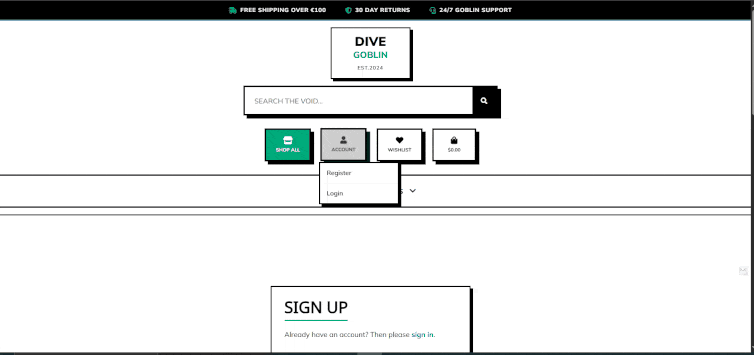 FREE SHIPPING OVER €100 30 DAY RETURNS 24/7 GOBLIN SUPPORT
DIVE
GOBLIN
EST.2024
SEARCH THE VOID...
SHOP ALL ACCOUNT WISHLIST $0.00
Register
Login
SIGN UP
Already have an account? Then please sign in.